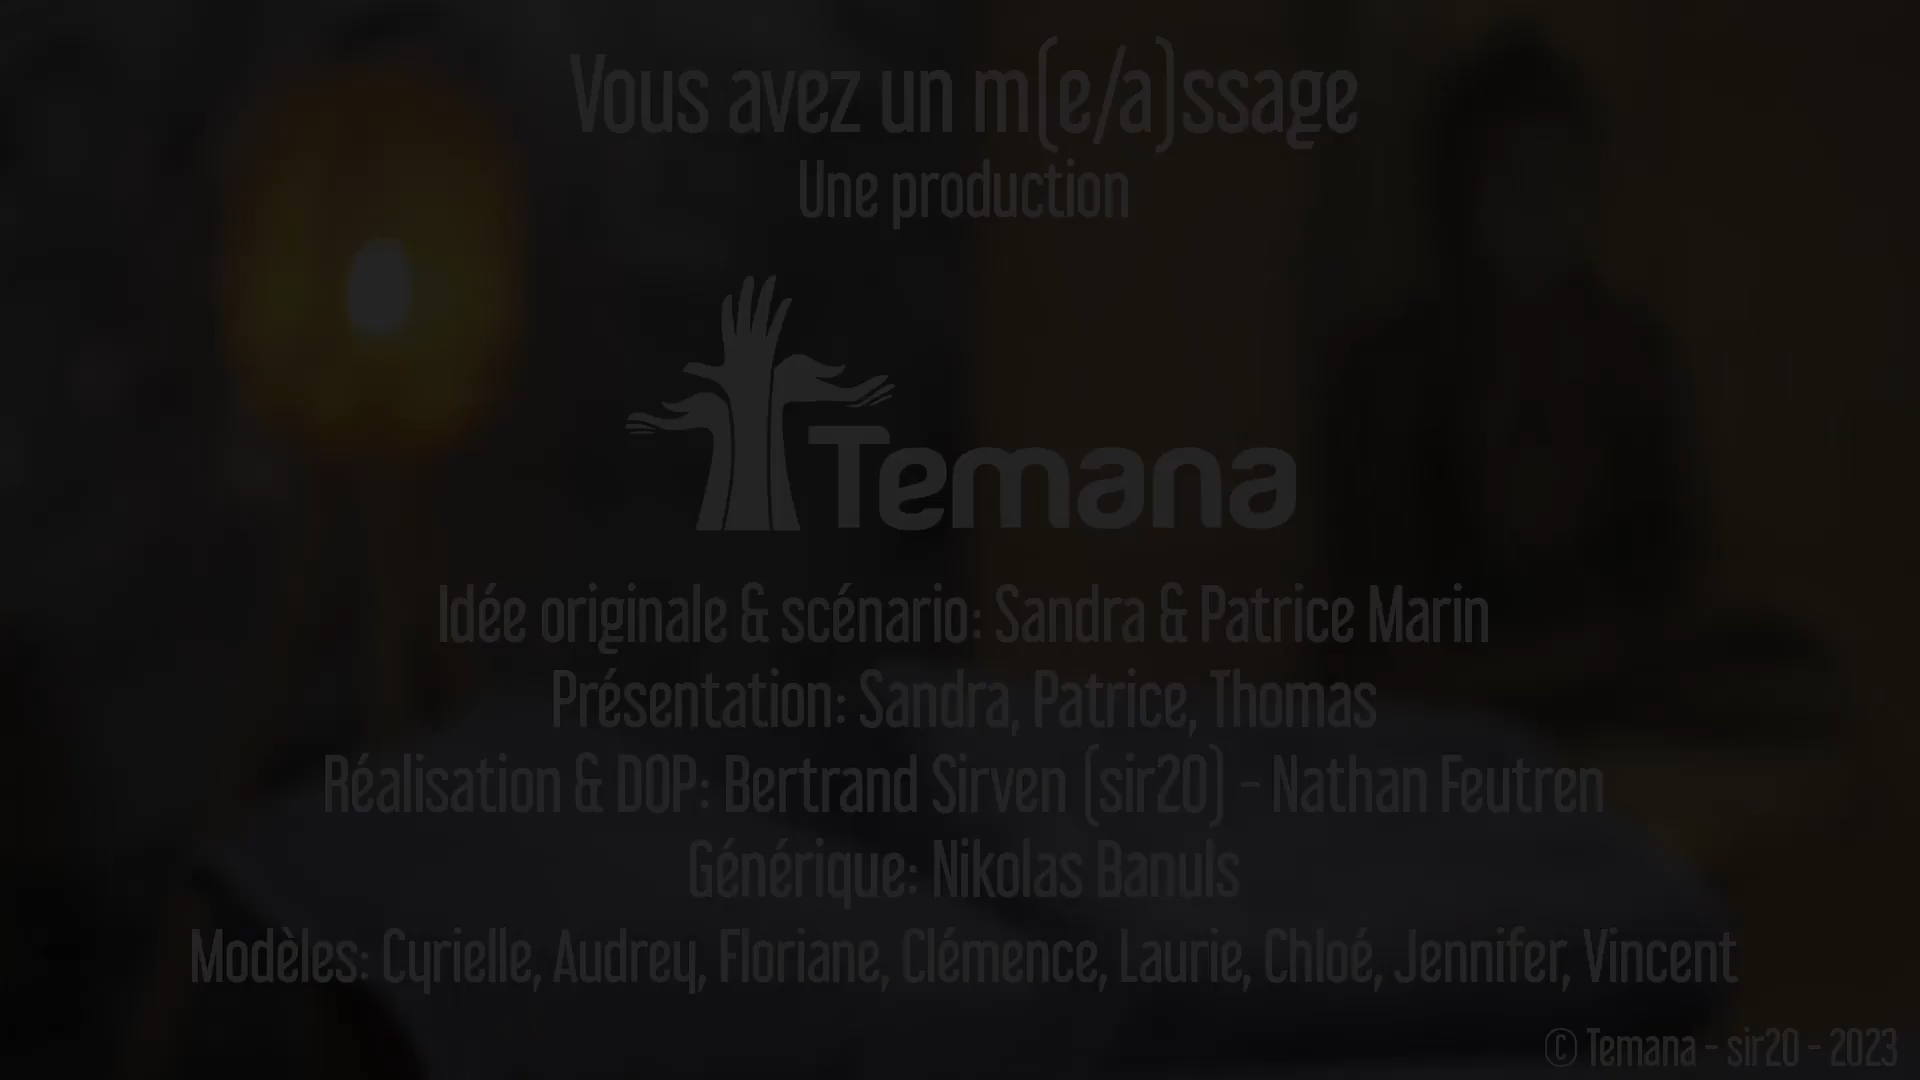 Vous avez un m(e/a)ssage
Une production
Temana
Idée originale & scénario: Sandra & Patrice Marin
Présentation: Sandra, Patrice, Thomas
Réalisation & DOP: Bertrand Sirven (sir20) - Nathan Feutren
Générique: Nikolas Banuls
Modèles: Cyrielle, Audrey, Floriane, Clémence, Laurie, Chloé, Jennifer, Vincent
© Temana - sir20 - 2023